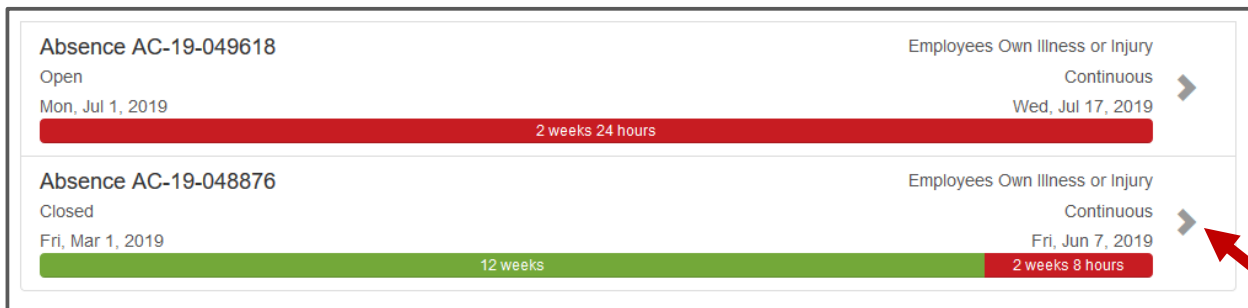 Absence AC-19-049618 Employees Own Illness or Injury
Open Continuous
Mon, Jul 1, 2019 Wed, Jul 17, 2019
2 weeks 24 hours
Absence AC-19-048876 Employees Own Illness or Injury
Closed Continuous
Fri, Mar 1, 2019 Fri, Jun 7, 2019
12 weeks 2 weeks 8 hours